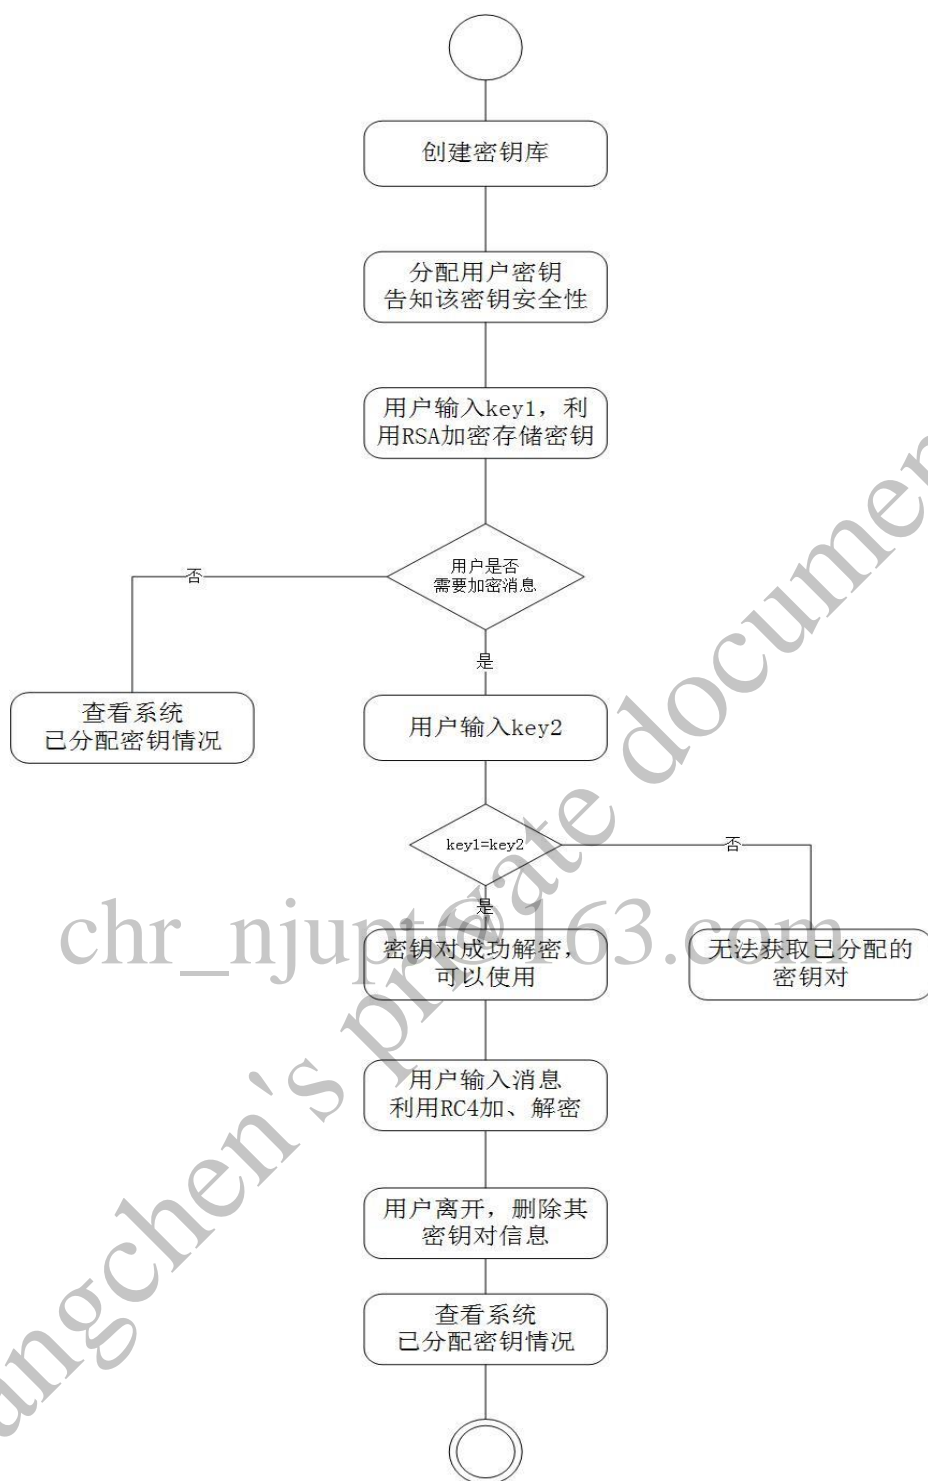 创建密钥库
分配用户密钥
告知该密钥安全性
用户输入key1，利
用RSA加密存储密钥
用户是否
需要加密消息
否
是
查看系统
已分配密钥情况
用户输入key2
key1=key2
否
是
chr_njupt@163.com
密钥对成功解密，
可以使用
无法获取已分配的
密钥对
用户输入消息
利用RC4加、解密
用户离开，删除其
密钥对信息
查看系统
已分配密钥情况
angchen's private documen